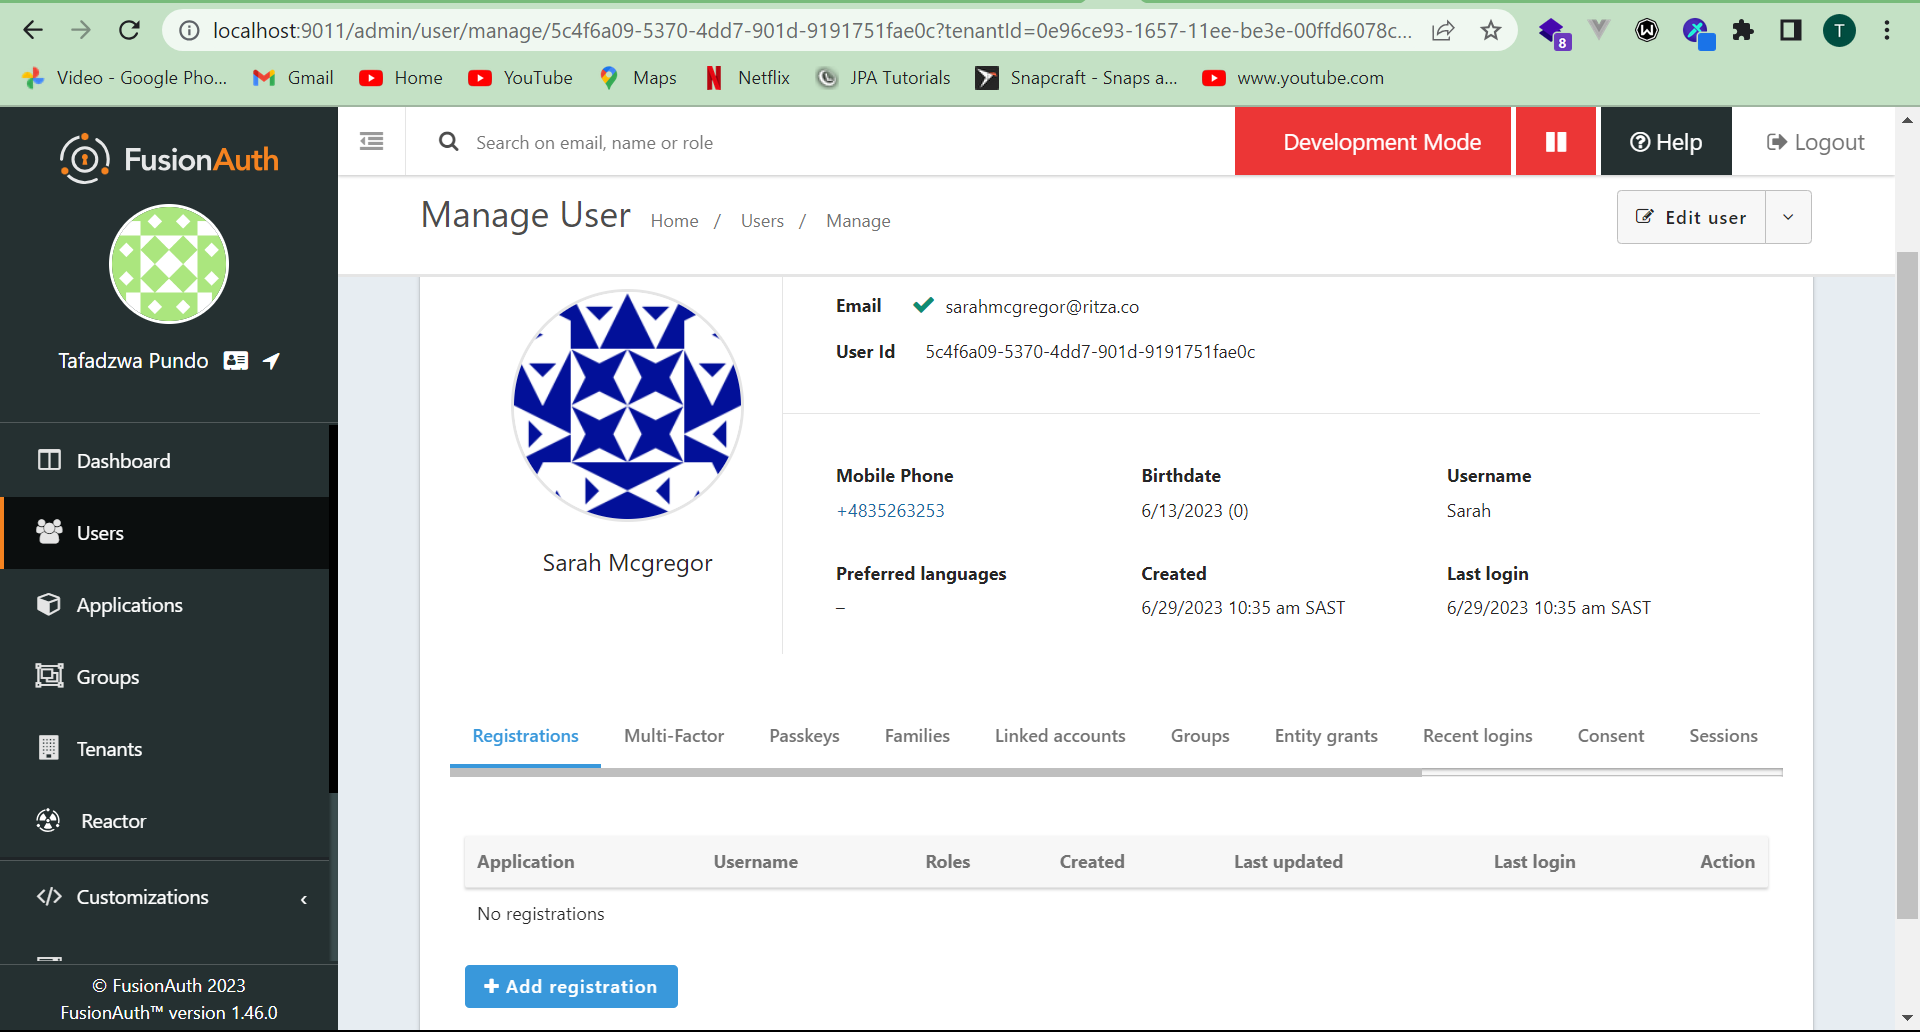 localhost:9011/admin/user/manage/5c4f6a09-5370-4dd7-901d-9191751fae0c?tenantId=0e96ce93-1657-11ee-be3e-00ffd6078c...
8
T
Video - Google Pho...
Gmail
Home
YouTube
Maps
Netflix
JPA Tutorials
Snapcraft - Snaps a...
www.youtube.com
FusionAuth
Search on email, name or role
Development Mode
Help
Logout
Manage User
Home / Users / Manage
Edit user
Tafadzwa Pundo
Dashboard
Users
Applications
Groups
Tenants
Reactor
Customizations
© FusionAuth 2023
FusionAuth™ version 1.46.0
Sarah Mcgregor
Email sarahmcgregor@ritza.co
User Id 5c4f6a09-5370-4dd7-901d-9191751fae0c
Mobile Phone Birthdate Username
+4835263253 6/13/2023 (0) Sarah
Preferred languages Created Last login
– 6/29/2023 10:35 am SAST 6/29/2023 10:35 am SAST
Registrations Multi-Factor Passkeys Families Linked accounts Groups Entity grants Recent logins Consent Sessions
Application Username Roles Created Last updated Last login Action
No registrations
Add registration